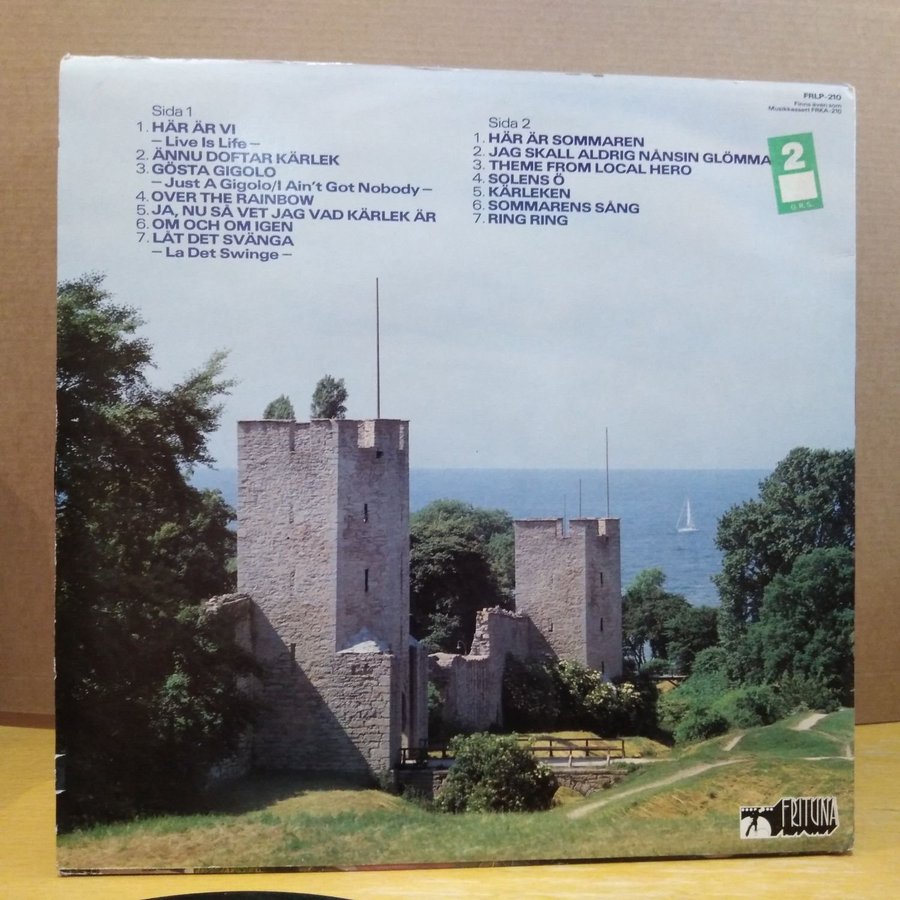 Sida 1
1. HÄR ÄR VI
– Live Is Life –
2. ÄNNU DOFTAR KÄRLEK
3. GÖSTA GIGOLO
– Just A Gigolo/I Ain't Got Nobody –
4. OVER THE RAINBOW
5. JA, NU SÅ VET JAG VAD KÄRLEK ÄR
6. OM OCH OM IGEN
7. LÅT DET SVÄNGA
– La Det Swinge –
Sida 2
1. HÄR ÄR SOMMAREN
2. JAG SKALL ALDRIG NÅNSIN GLÖMMA
3. THEME FROM LOCAL HERO
4. SOLENS Ö
5. KÄRLEKEN
6. SOMMARENS SÅNG
7. RING RING
FRLP-210
Finns även som
Musikkassett FRKA-210
2
FRITUNA